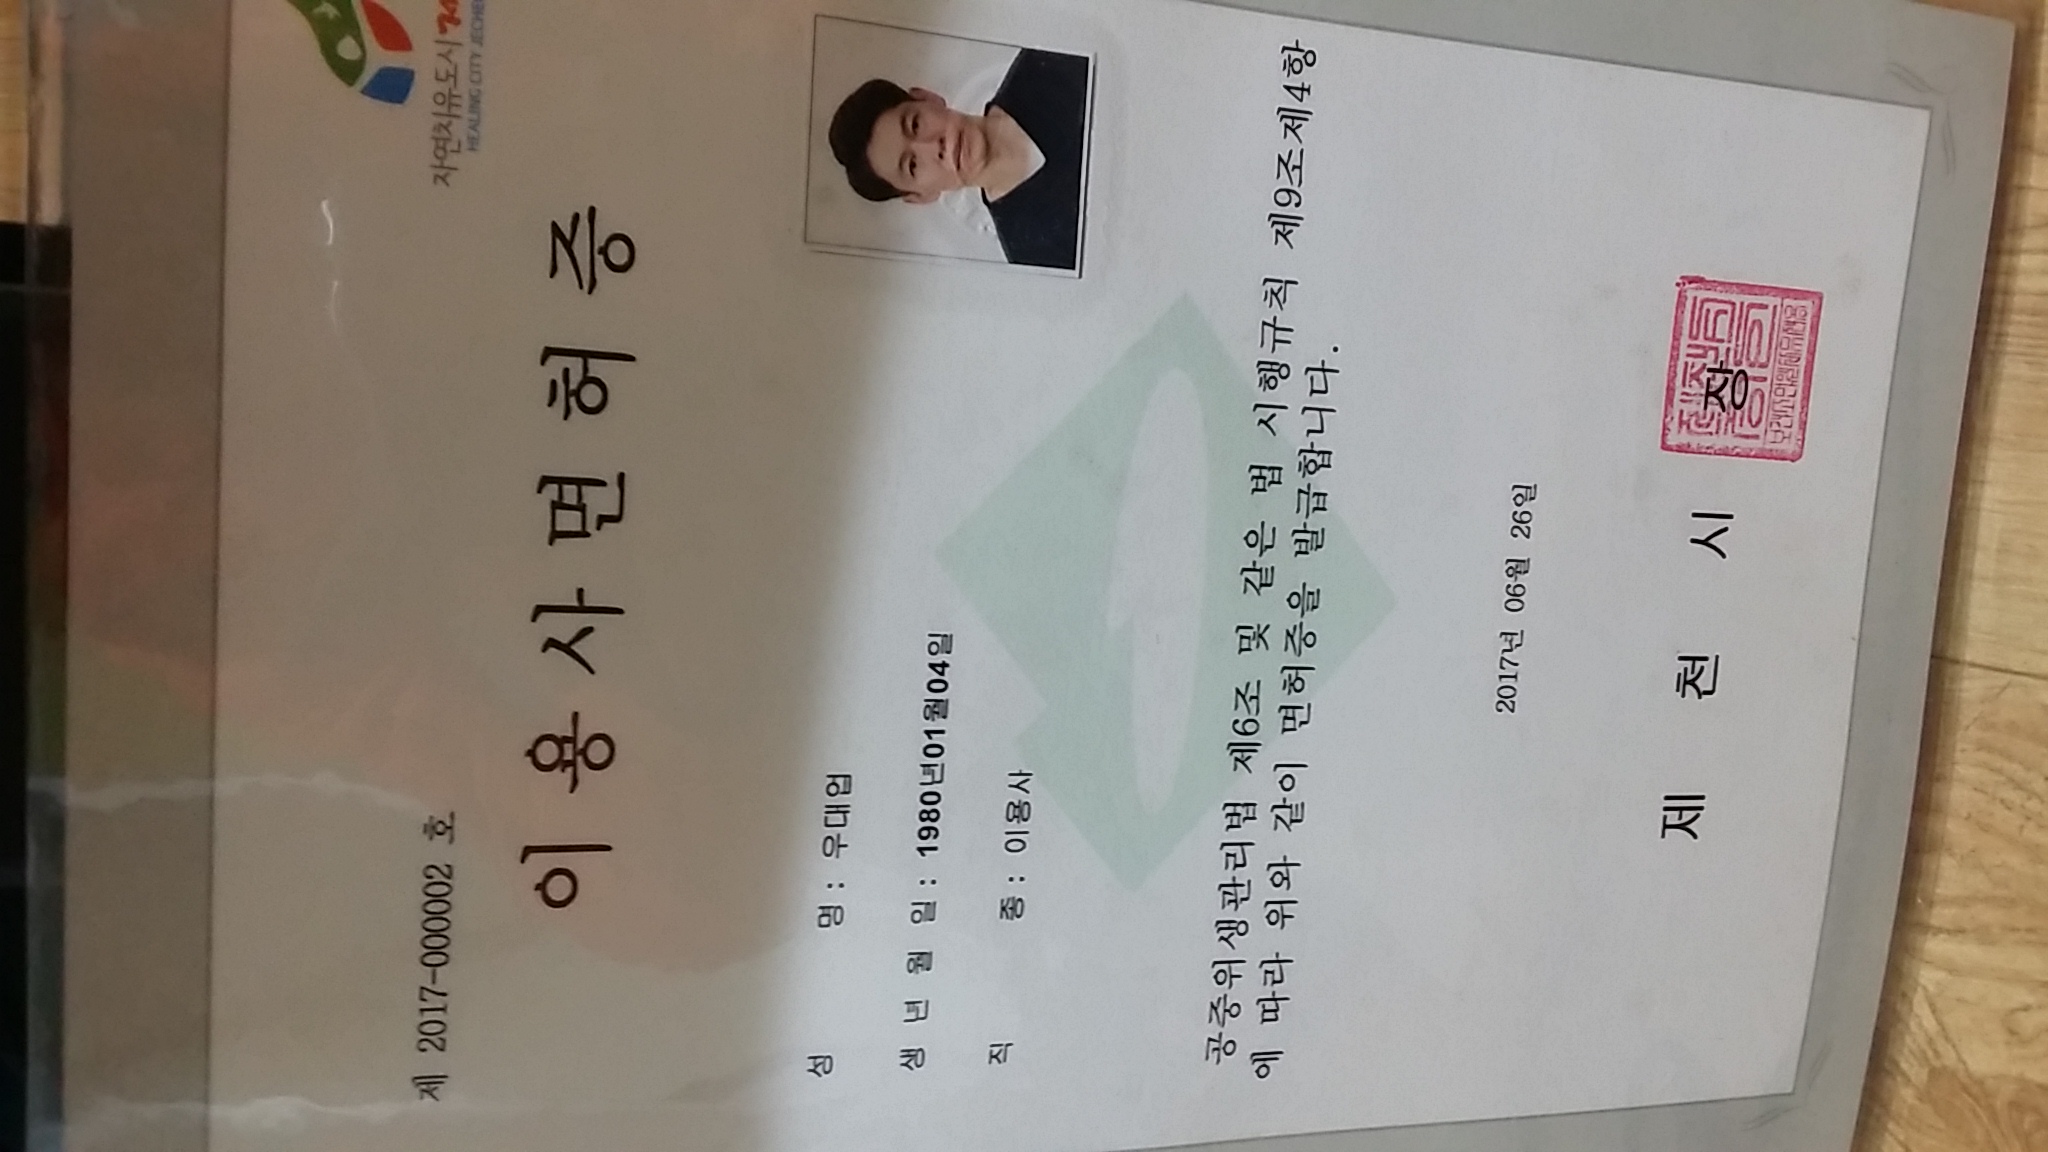 자연치유도시
HEALING CITY JECHEON
제 2017-000002 호
이용사면허증
성 명 : 우대업
생 년 월 일 : 1980년01월04일
직 종 : 이용사
공중위생관리법 제6조 및 같은 법 시행규칙 제9조제4항
에 따라 위와 같이 면허증을 발급합니다.
2017년 06월 26일
제 천 시 장